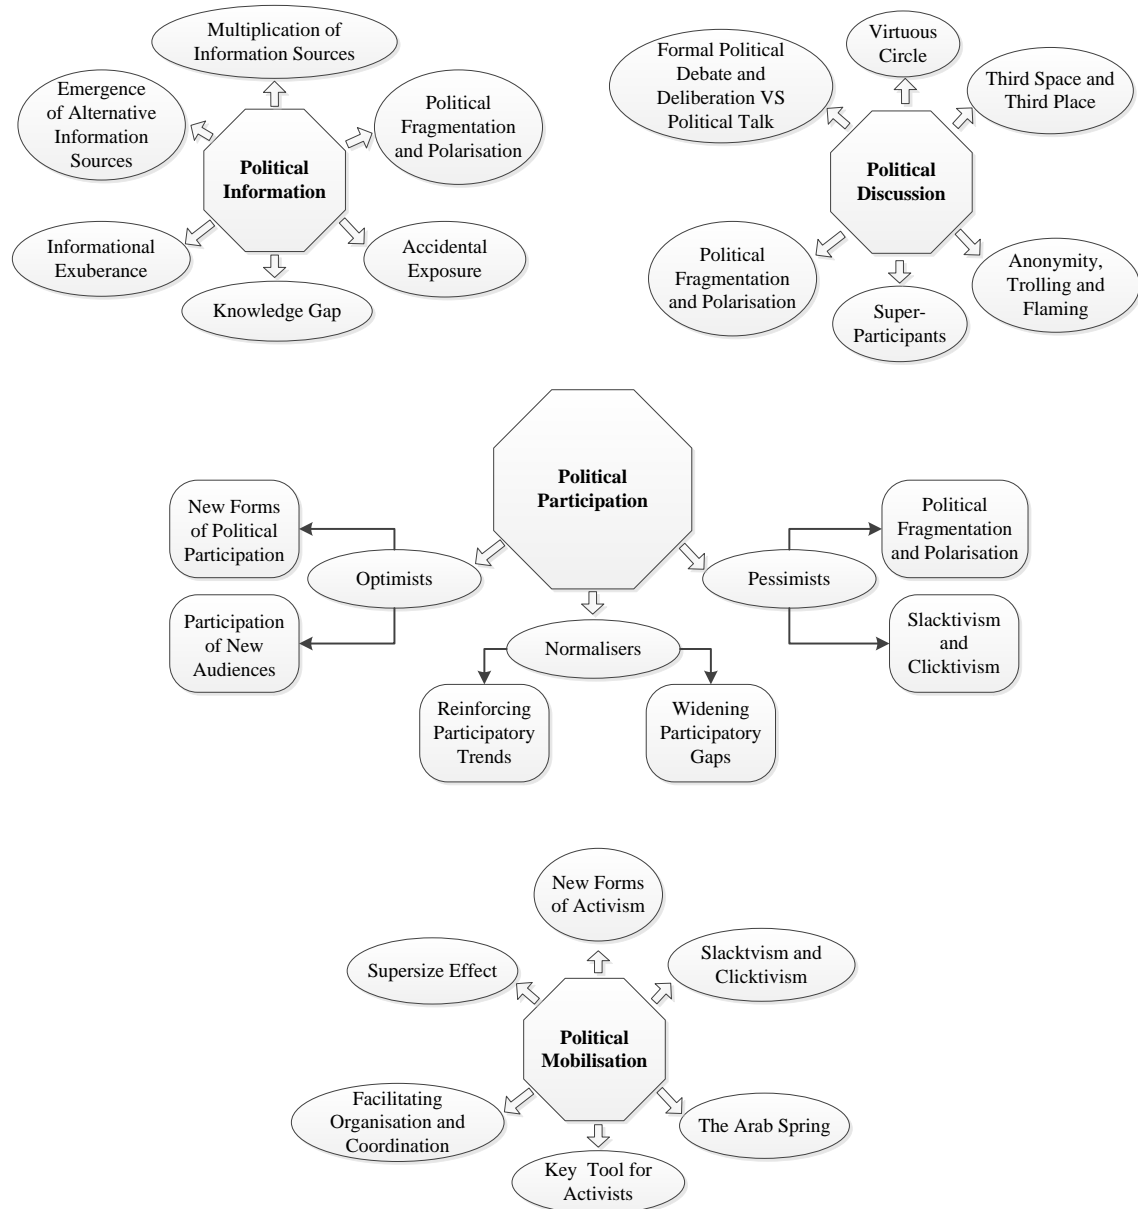 Multiplication of
Information Sources
Emergence
of Alternative
Information
Sources
Political
Fragmentation
and Polarisation
Political
Information
Informational
Exuberance
Accidental
Exposure
Knowledge Gap
Virtuous
Circle
Formal Political
Debate and
Deliberation VS
Political Talk
Third Space and
Third Place
Political
Discussion
Political
Fragmentation
and Polarisation
Anonymity,
Trolling and
Flaming
Super-
Participants
Political
Participation
New Forms
of Political
Participation
Optimists
Participation
of New
Audiences
Political
Fragmentation
and Polarisation
Pessimists
Slacktivism
and
Clicktivism
Normalisers
Reinforcing
Participatory
Trends
Widening
Participatory
Gaps
New Forms
of Activism
Supersize Effect
Slacktvism and
Clicktivism
Political
Mobilisation
Facilitating
Organisation and
Coordination
The Arab Spring
Key Tool for
Activists